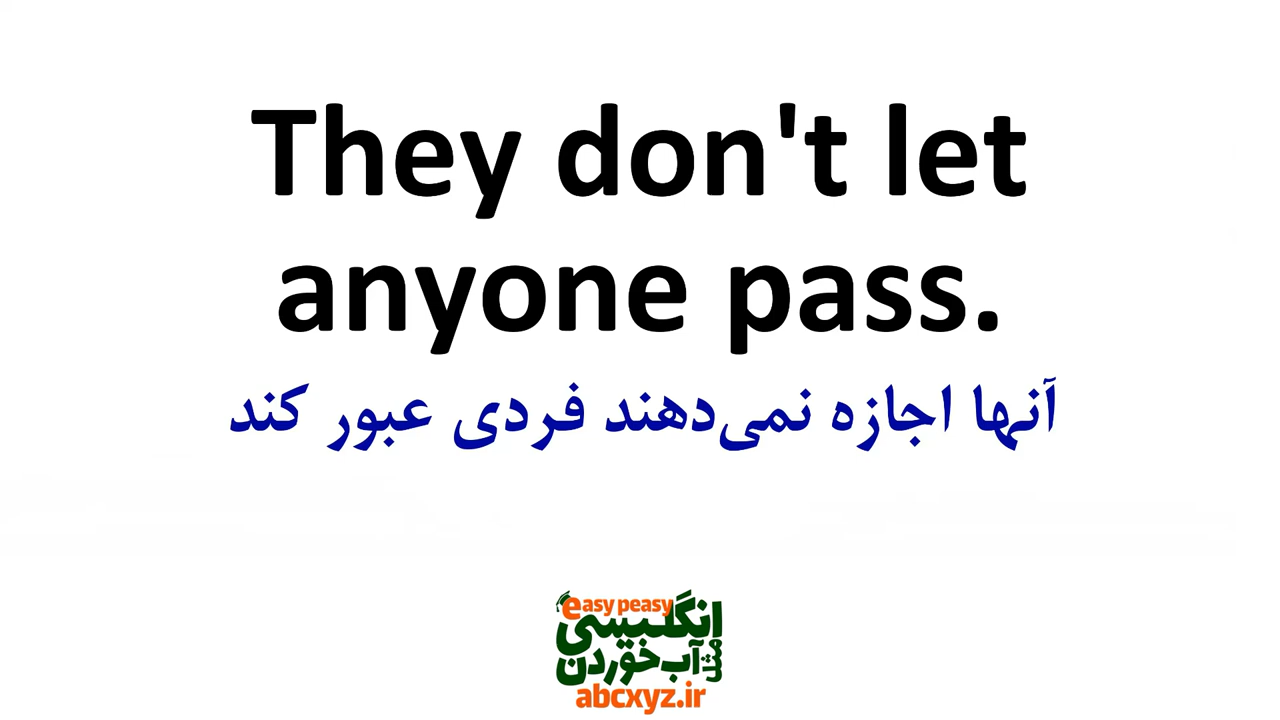 They don't let
anyone pass.
آنها اجازه نمی‌دهند فردی عبور کند
easy peasy
انگلیسی
مثل آب خوردن
abcxyz.ir